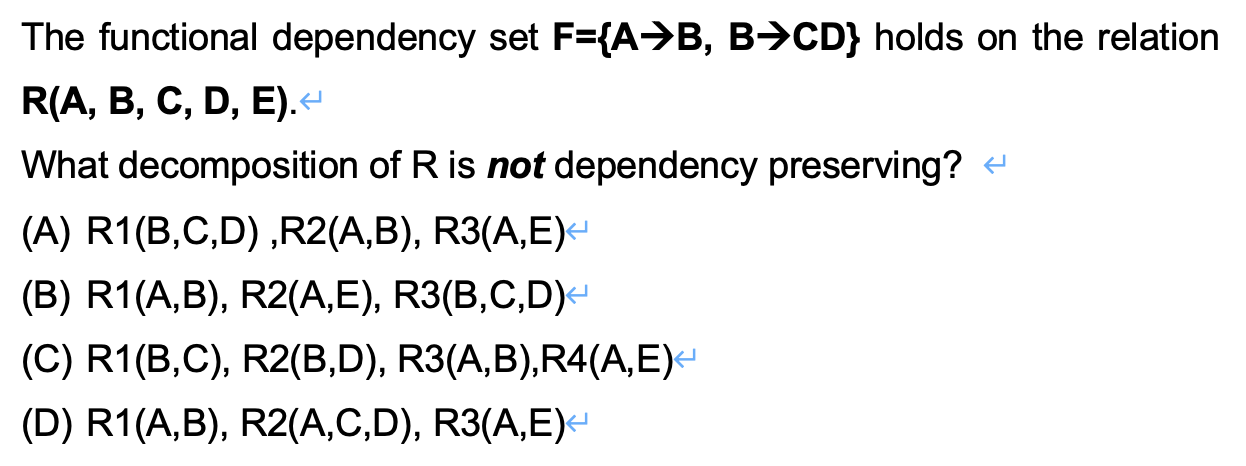 The functional dependency set F={A→B, B→CD} holds on the relation
R(A, B, C, D, E).↵
What decomposition of R is not dependency preserving? ↵
(A) R1(B,C,D) ,R2(A,B), R3(A,E)↵
(B) R1(A,B), R2(A,E), R3(B,C,D)↵
(C) R1(B,C), R2(B,D), R3(A,B),R4(A,E)↵
(D) R1(A,B), R2(A,C,D), R3(A,E)↵